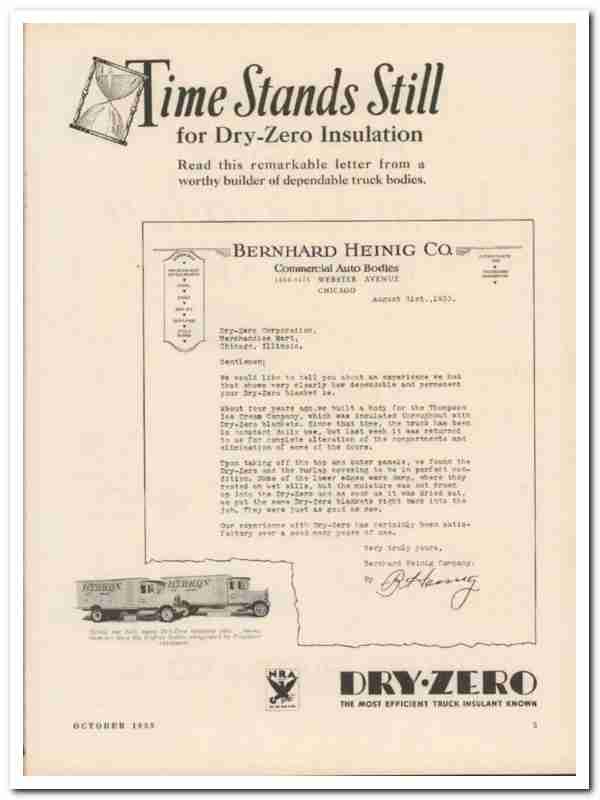 Time Stands Still
for Dry-Zero Insulation
Read this remarkable letter from a
worthy builder of dependable truck bodies.
BERNHARD HEINIG CO.
Commercial Auto Bodies
WEBSTER AVENUE
CHICAGO
August 31st.,1933.
Dry-Zero Corporation,
Merchandise Mart,
Chicago, Illinois.
Gentlemen;
We would like to tell you about an experience we had
that shows very clearly how dependable and permanent
your Dry-Zero blanket is.
About four years ago we built a body for the Thompson
Ice Cream Company, which was insulated throughout with
Dry-Zero blankets. Since that time, the truck has been
in constant daily use, but last week it was returned
to us for complete alteration of the compartments and
elimination of some of the doors.
Upon taking off the top and outer panels, we found the
Dry-Zero and the burlap covering to be in perfect con-
dition. Some of the lower edges were damp, where they
rested on wet sills, but the moisture was not drawn
up into the Dry-Zero and as soon as it was dried out,
we put the same Dry-Zero blankets right back into the
job. They were just as good as new.
Our experience with Dry-Zero has certainly been satis-
factory over a good many years of use.
Very truly yours,
Bernhard Heinig Company.
By B Heinig
HYDROX HYDROX
NRA
DRY-ZERO
THE MOST EFFICIENT TRUCK INSULANT KNOWN
OCTOBER 1933 5